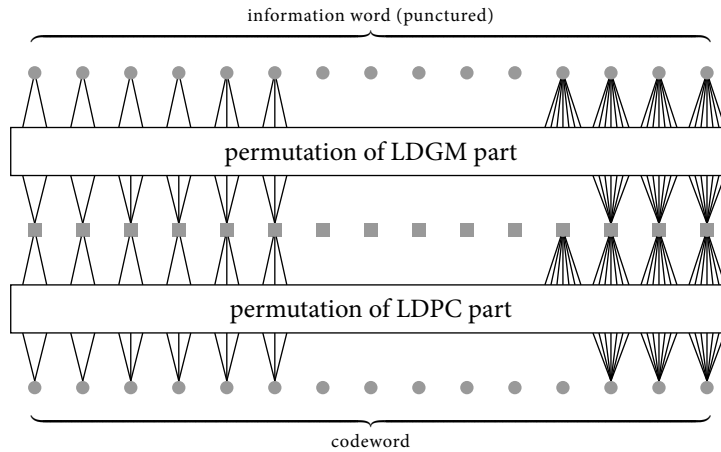 information word (punctured)
permutation of LDGM part
permutation of LDPC part
codeword